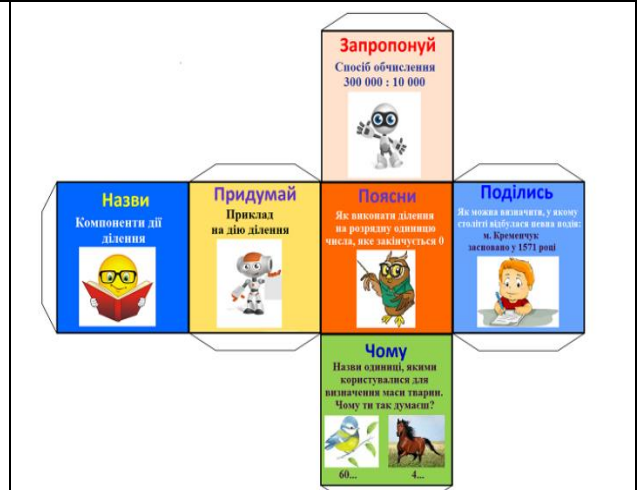 Запропонуй
Спосіб обчислення
300 000 : 10 000
Назви
Компоненти дії
ділення
Придумай
Приклад
на дію ділення
Поясни
Як виконати ділення
на розрядну одиницю
числа, яке закінчується 0
Поділись
Як можна визначити, у якому
столітті відбулася певна подія:
м. Кременчук
засновано у 1571 році
Чому
Назви одиниці, якими
користувалися для
визначення маси тварин.
Чому ти так думаєш?
60... 4...